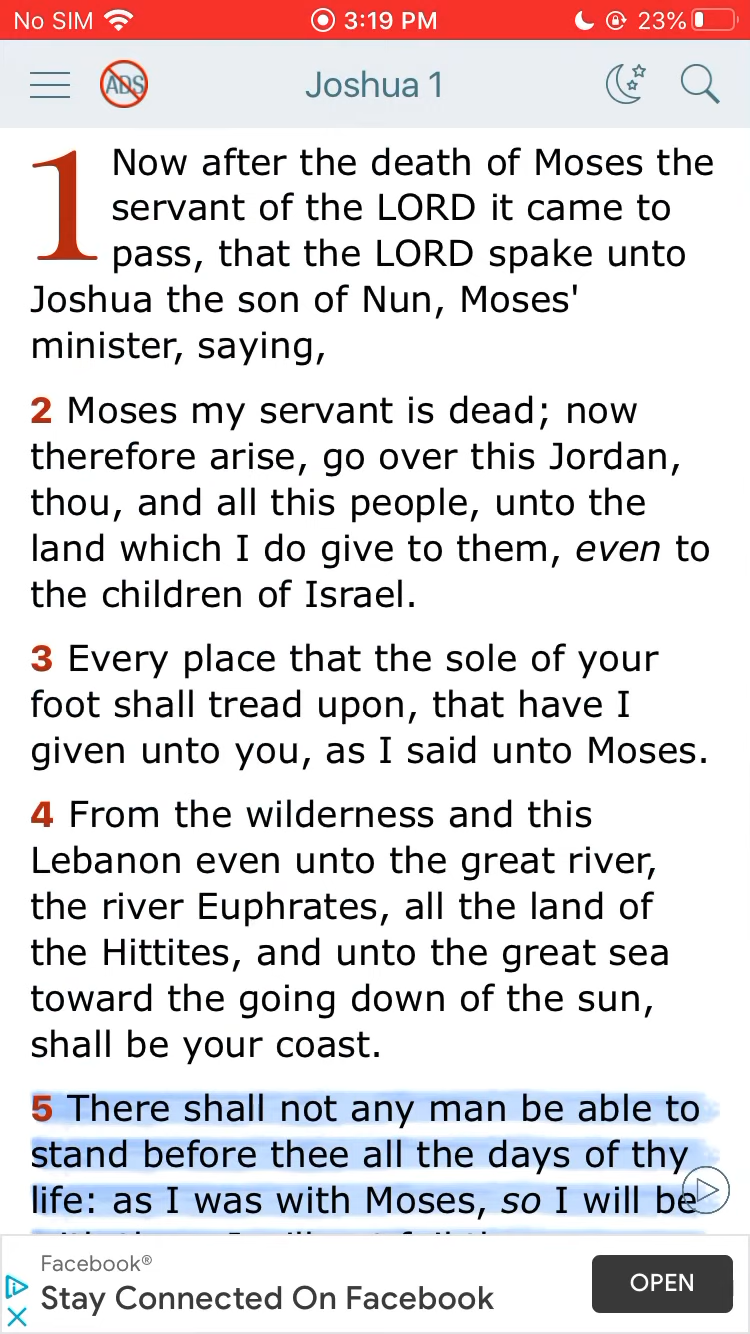 No SIM 3:19 PM 23%
ADS Joshua 1
1 Now after the death of Moses the
servant of the LORD it came to
pass, that the LORD spake unto
Joshua the son of Nun, Moses'
minister, saying,
2 Moses my servant is dead; now
therefore arise, go over this Jordan,
thou, and all this people, unto the
land which I do give to them, even to
the children of Israel.
3 Every place that the sole of your
foot shall tread upon, that have I
given unto you, as I said unto Moses.
4 From the wilderness and this
Lebanon even unto the great river,
the river Euphrates, all the land of
the Hittites, and unto the great sea
toward the going down of the sun,
shall be your coast.
5 There shall not any man be able to
stand before thee all the days of thy
life: as I was with Moses, so I will be
Facebook®
Stay Connected On Facebook
OPEN